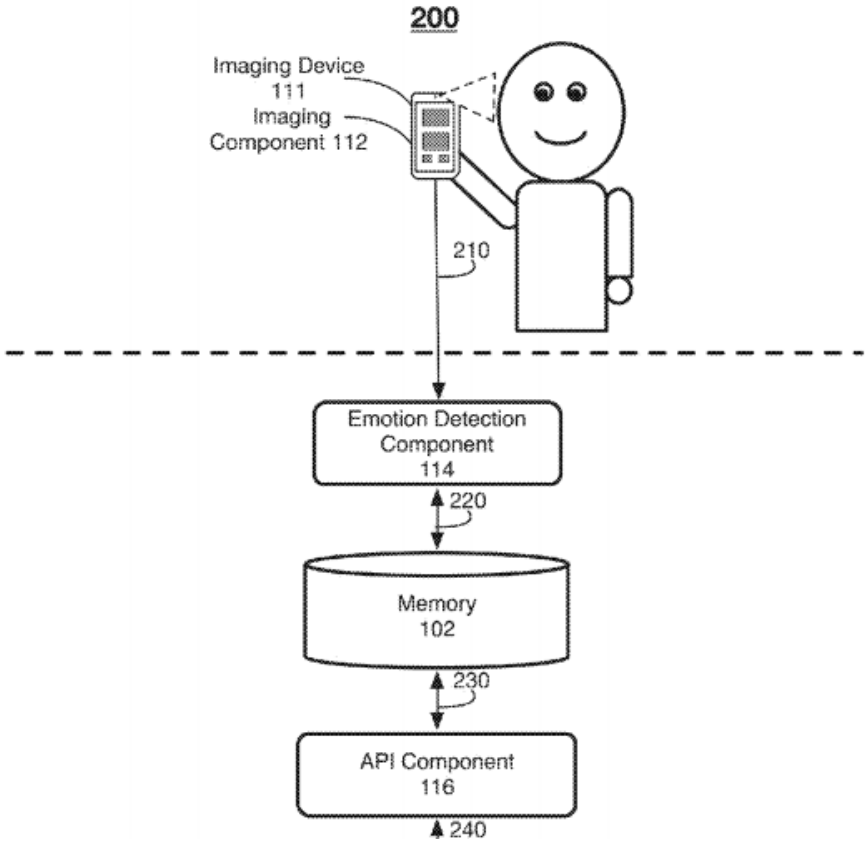 200
Imaging Device
111
Imaging
Component 112
210
Emotion Detection
Component
114
220
Memory
102
230
API Component
116
240